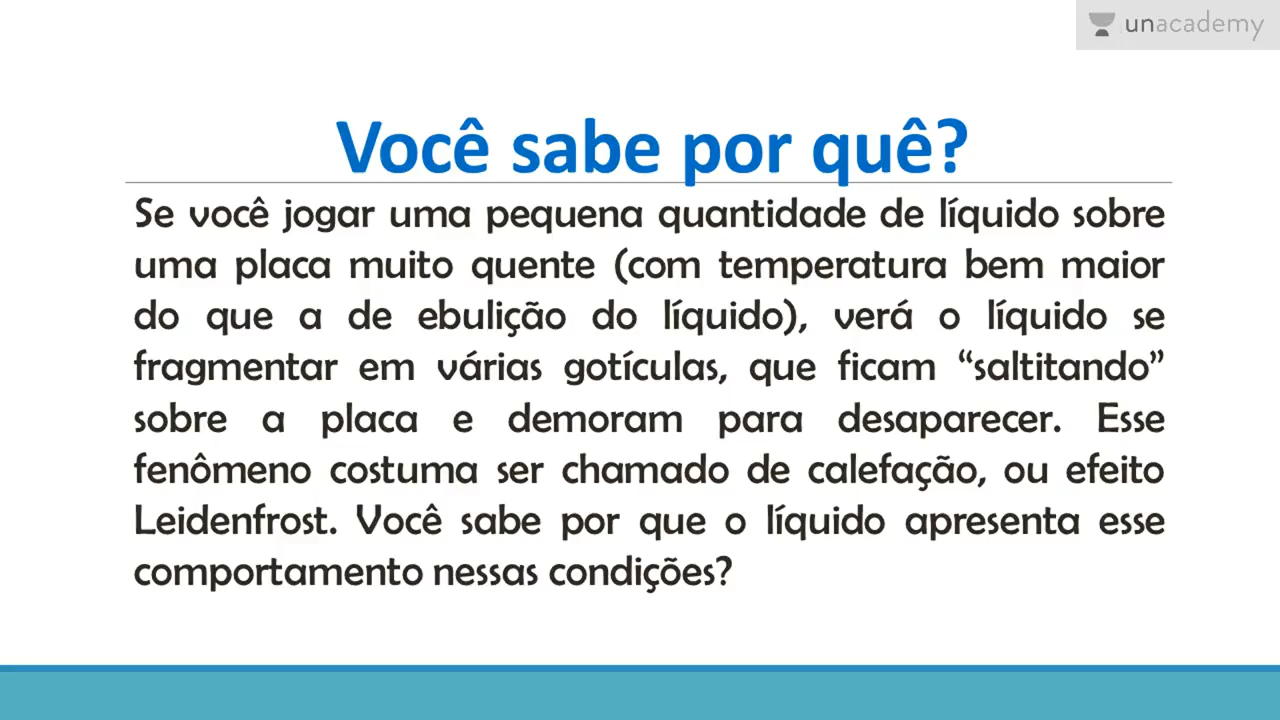 unacademy
Você sabe por quê?
Se você jogar uma pequena quantidade de líquido sobre
uma placa muito quente (com temperatura bem maior
do que a de ebulição do líquido), verá o líquido se
fragmentar em várias gotículas, que ficam “saltitando”
sobre a placa e demoram para desaparecer. Esse
fenômeno costuma ser chamado de calefação, ou efeito
Leidenfrost. Você sabe por que o líquido apresenta esse
comportamento nessas condições?